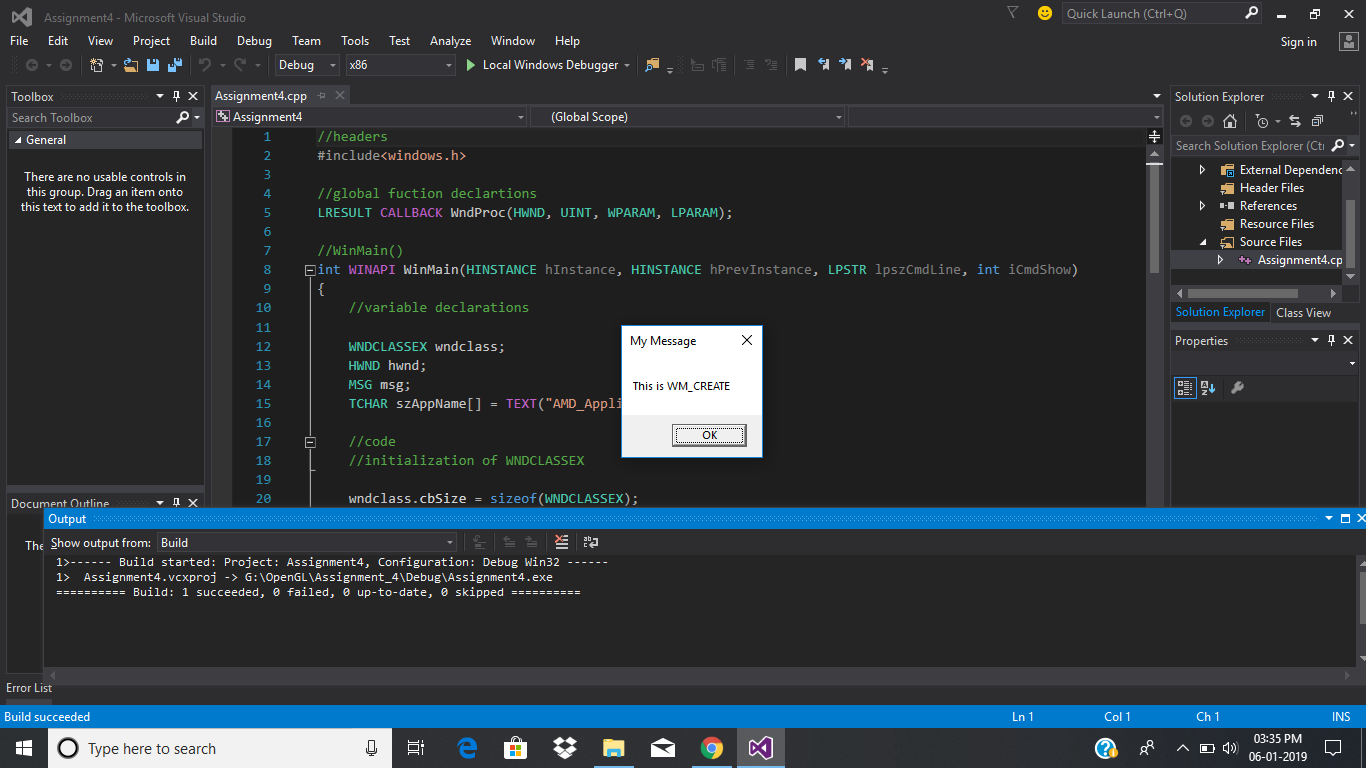 Assignment4 - Microsoft Visual Studio
Quick Launch (Ctrl+Q)
File Edit View Project Build Debug Team Tools Test Analyze Window Help
Sign in
Debug x86 Local Windows Debugger
Toolbox
Search Toolbox
General
There are no usable controls in
this group. Drag an item onto
this text to add it to the toolbox.
Document Outline
The
Assignment4.cpp
Assignment4 (Global Scope)
1 //headers
2 #include<windows.h>
3
4 //global fuction declartions
5 LRESULT CALLBACK WndProc(HWND, UINT, WPARAM, LPARAM);
6
7 //WinMain()
8 int WINAPI WinMain(HINSTANCE hInstance, HINSTANCE hPrevInstance, LPSTR lpszCmdLine, int iCmdShow)
9 {
10 //variable declarations
11
12 WNDCLASSEX wndclass;
13 HWND hwnd;
14 MSG msg;
15 TCHAR szAppName[] = TEXT("AMD_Appli
16
17 //code
18 //initialization of WNDCLASSEX
19
20 wndclass.cbSize = sizeof(WNDCLASSEX);
My Message
This is WM_CREATE
OK
Solution Explorer
Search Solution Explorer (Ctr
External Dependenc
Header Files
References
Resource Files
Source Files
Assignment4.cp
Solution Explorer Class View
Properties
Output
Show output from: Build
1>------ Build started: Project: Assignment4, Configuration: Debug Win32 ------
1> Assignment4.vcxproj -> G:\OpenGL\Assignment_4\Debug\Assignment4.exe
========== Build: 1 succeeded, 0 failed, 0 up-to-date, 0 skipped ==========
Error List
Build succeeded Ln 1 Col 1 Ch 1 INS
Type here to search
03:35 PM
06-01-2019